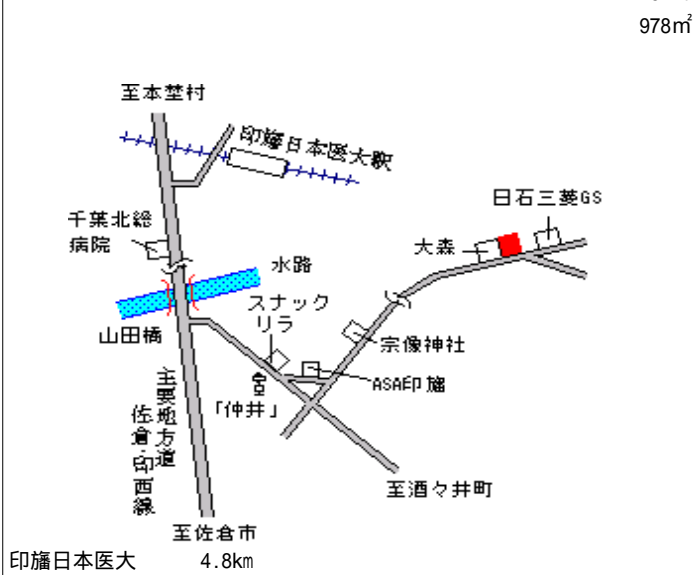 978㎡
至本埜村
印旛日本医大駅
日石三菱GS
千葉北総
病院
大森
水路
スナック
リラ
山田橋
宗像神社
ASA印旛
「仲井」
主要地方道
佐倉・印西線
至酒々井町
至佐倉市
印旛日本医大 4.8km